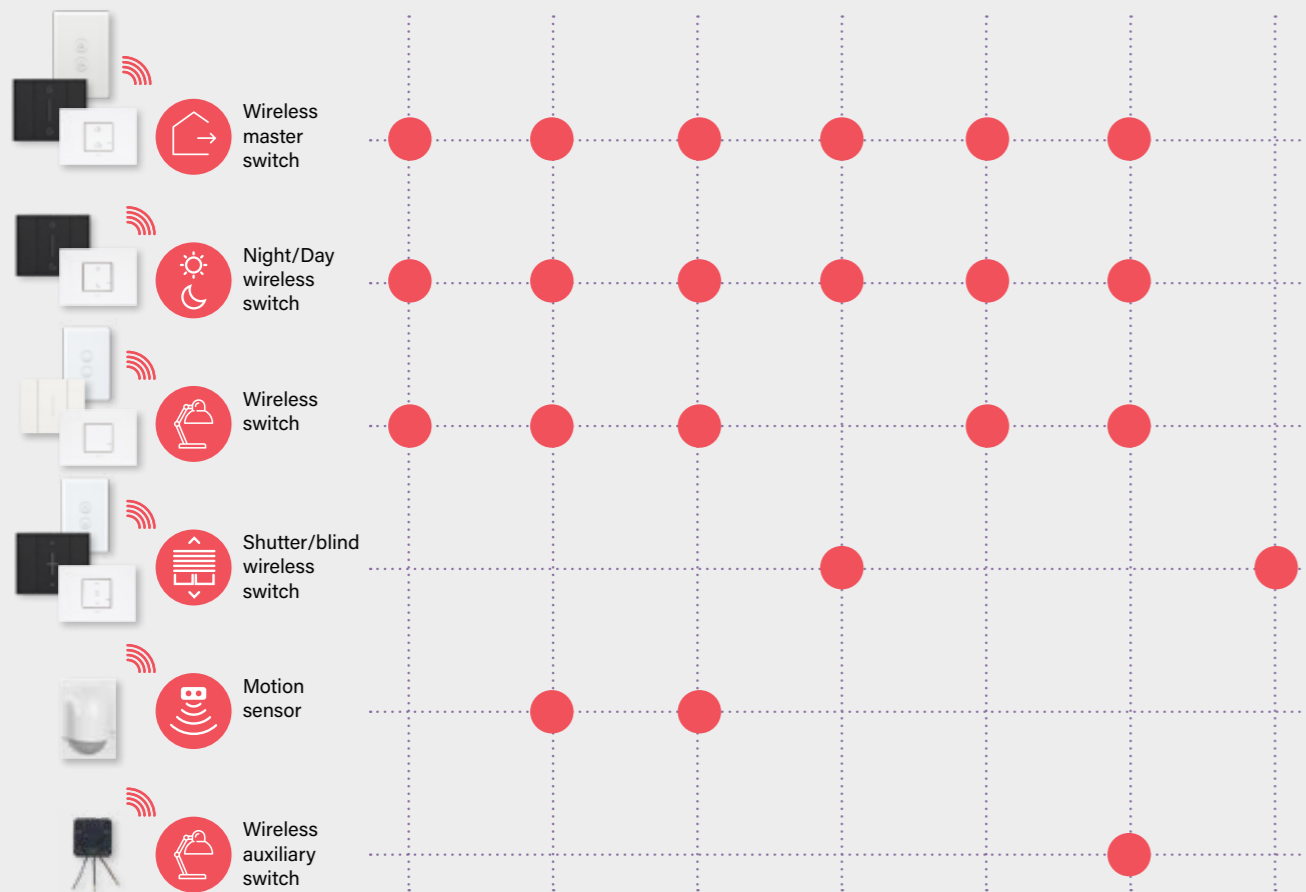 Wireless
master
switch
Night/Day
wireless
switch
Wireless
switch
Shutter/blind
wireless
switch
Motion
sensor
Wireless
auxiliary
switch